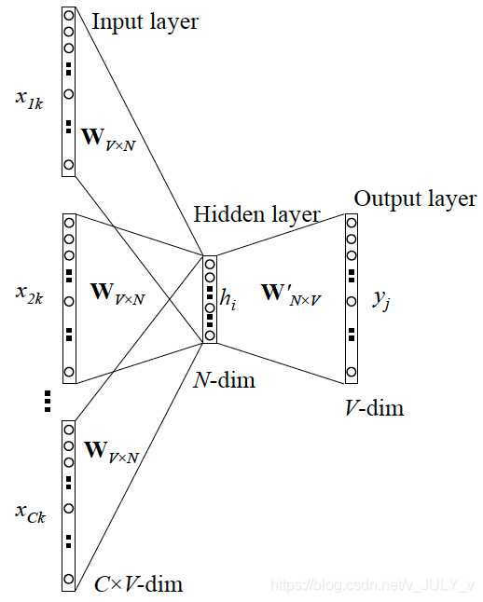 Input layer
x1k
WV×N
Hidden layer
Output layer
x2k
WV×N
hi
W'N×V
yj
N-dim
V-dim
WV×N
xCk
C×V-dim
https://blog.csdn.net/v_JULY_v